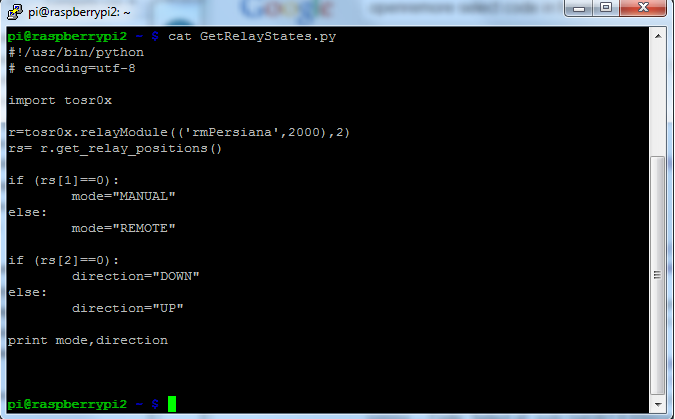 pi@raspberrypi2: ~
pi@raspberrypi2 ~ $ cat GetRelayStates.py
#!/usr/bin/python
# encoding=utf-8

import tosr0x

r=tosr0x.relayModule(('rmPersiana',2000),2)
rs= r.get_relay_positions()

if (rs[1]==0):
        mode="MANUAL"
else:
        mode="REMOTE"

if (rs[2]==0):
        direction="DOWN"
else:
        direction="UP"

print mode,direction

pi@raspberrypi2 ~ $